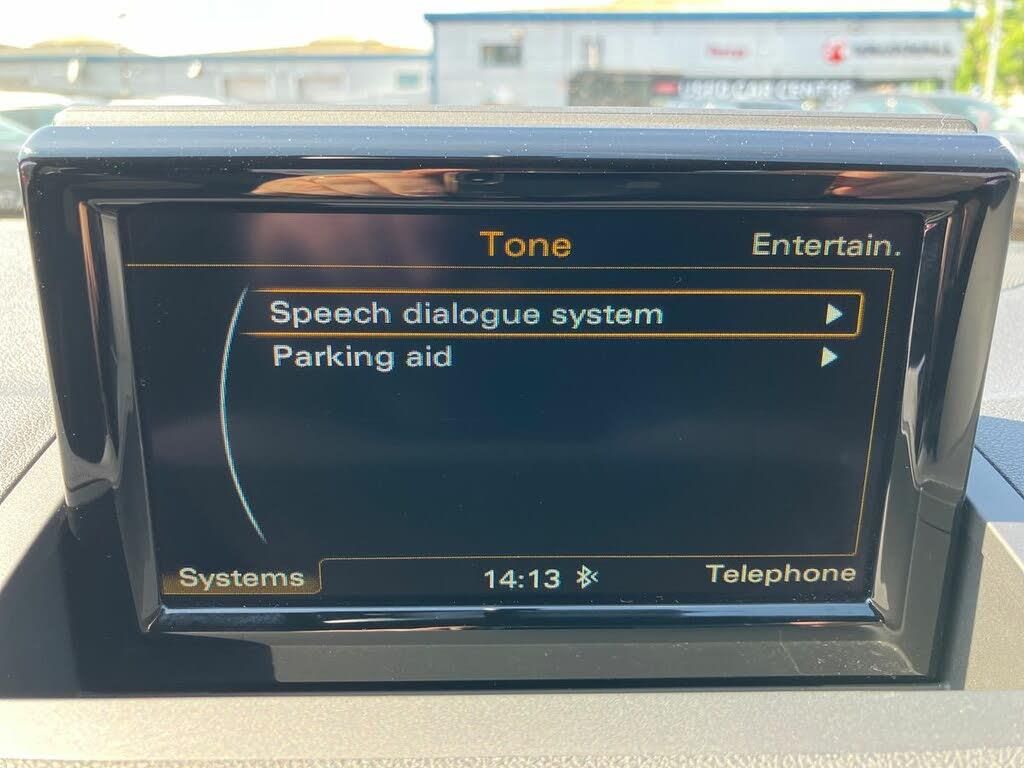 VAUXHALL
USED CAR CENTRE
Tone
Entertain.
Speech dialogue system
Parking aid
Systems
14:13
Telephone